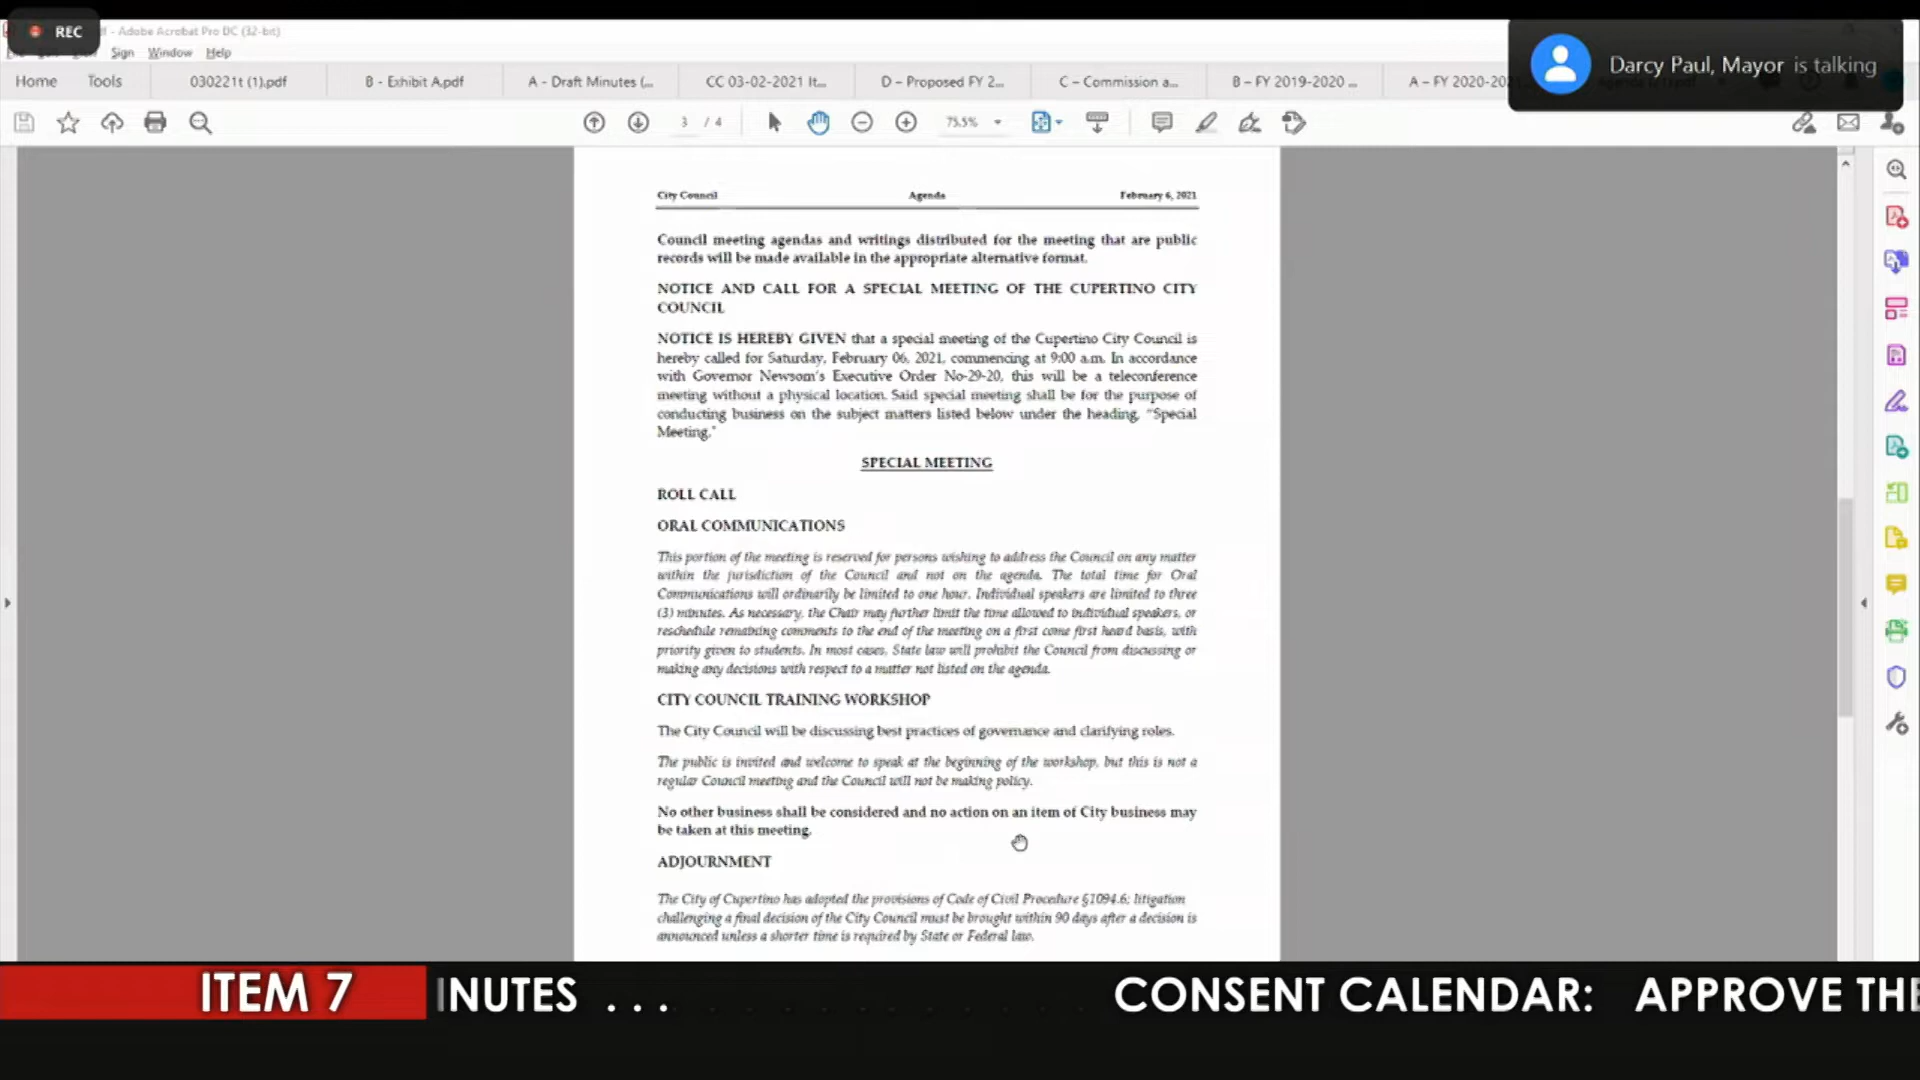 REC
df - Adobe Acrobat Pro DC (32-bit)
Sign Window Help
Darcy Paul, Mayor is talking
Home Tools 030221t (1).pdf B - Exhibit A.pdf A - Draft Minutes (... CC 03-02-2021 It... D – Proposed FY 2... C – Commission a... B – FY 2019-2020 ... A – FY 2020-202
3 / 4 75.5%
City Council Agenda February 6, 2021
Council meeting agendas and writings distributed for the meeting that are public
records will be made available in the appropriate alternative format.
NOTICE AND CALL FOR A SPECIAL MEETING OF THE CUPERTINO CITY
COUNCIL
NOTICE IS HEREBY GIVEN that a special meeting of the Cupertino City Council is
hereby called for Saturday, February 06, 2021, commencing at 9:00 a.m. In accordance
with Governor Newsom's Executive Order No-29-20, this will be a teleconference
meeting without a physical location. Said special meeting shall be for the purpose of
conducting business on the subject matters listed below under the heading, "Special
Meeting."
SPECIAL MEETING
ROLL CALL
ORAL COMMUNICATIONS
This portion of the meeting is reserved for persons wishing to address the Council on any matter
within the jurisdiction of the Council and not on the agenda. The total time for Oral
Communications will ordinarily be limited to one hour. Individual speakers are limited to three
(3) minutes. As necessary, the Chair may further limit the time allowed to individual speakers, or
reschedule remaining comments to the end of the meeting on a first come first heard basis, with
priority given to students. In most cases, State law will prohibit the Council from discussing or
making any decisions with respect to a matter not listed on the agenda.
CITY COUNCIL TRAINING WORKSHOP
The City Council will be discussing best practices of governance and clarifying roles.
The public is invited and welcome to speak at the beginning of the workshop, but this is not a
regular Council meeting and the Council will not be making policy.
No other business shall be considered and no action on an item of City business may
be taken at this meeting.
ADJOURNMENT
The City of Cupertino has adopted the provisions of Code of Civil Procedure §1094.6; litigation
challenging a final decision of the City Council must be brought within 90 days after a decision is
announced unless a shorter time is required by State or Federal law.
ITEM 7 INUTES ... CONSENT CALENDAR: APPROVE THE